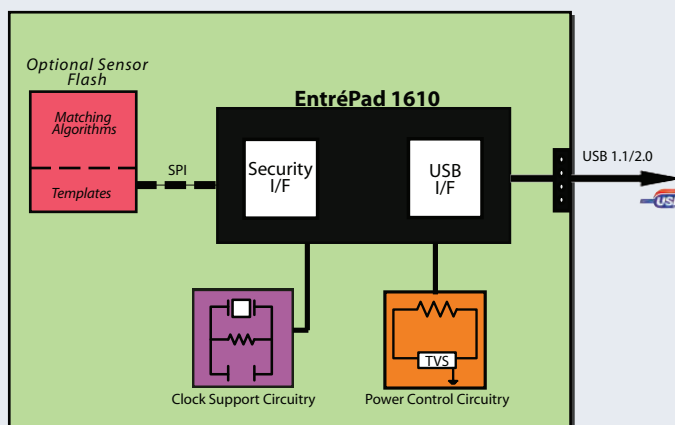 Optional Sensor
Flash
Matching
Algorithms
Templates
SPI
EntréPad 1610
Security
I/F
USB
I/F
USB 1.1/2.0
TVS
Clock Support Circuitry
Power Control Circuitry